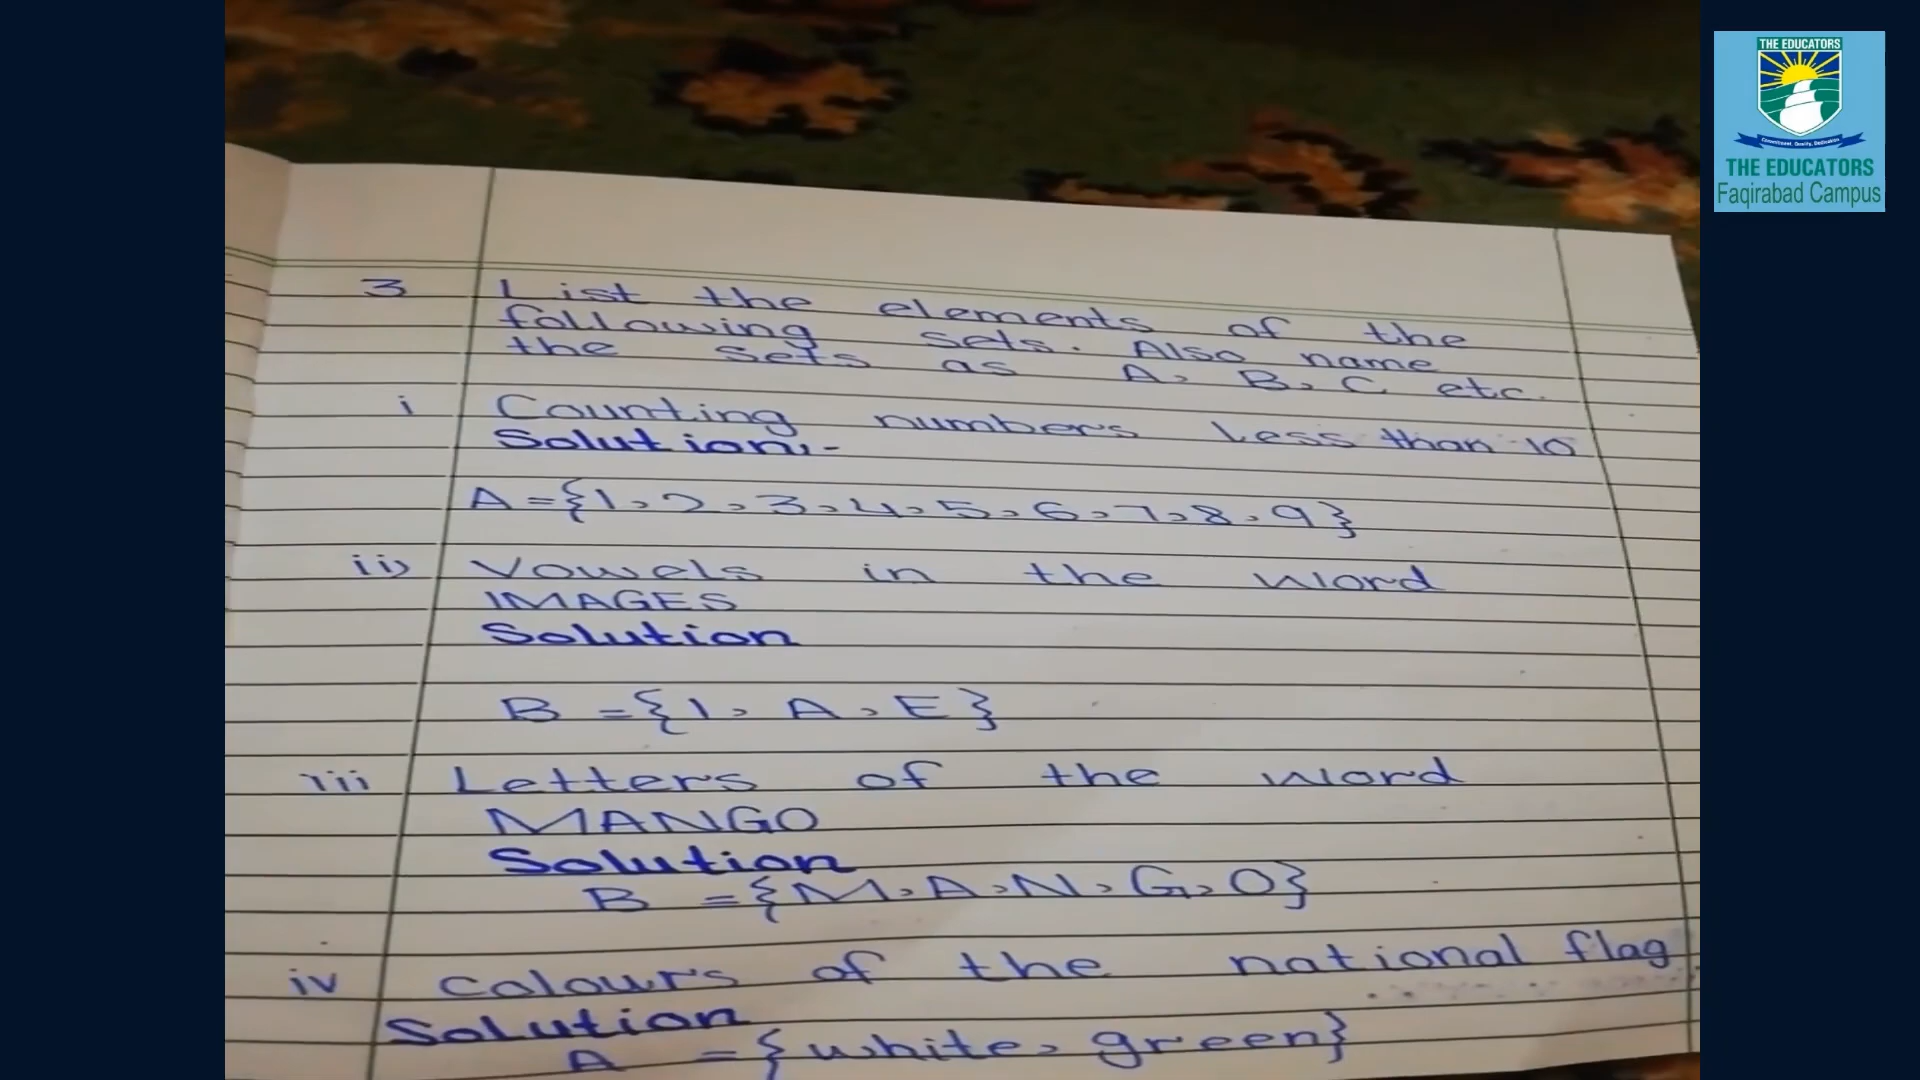 THE EDUCATORS
Commitment, Quality, Dedication
THE EDUCATORS
Faqirabad Campus
3 List the elements of the
following sets. Also name
the sets as A, B, C etc.
i Counting numbers less than 10
Solution:-
A = {1, 2, 3, 4, 5, 6, 7, 8, 9}
ii) Vowels in the word
IMAGES
Solution
B = {I, A, E}
iii Letters of the word
MANGO
Solution
B = {M, A, N, G, O}
iv Colours of the national flag
Solution
A = {white, green}